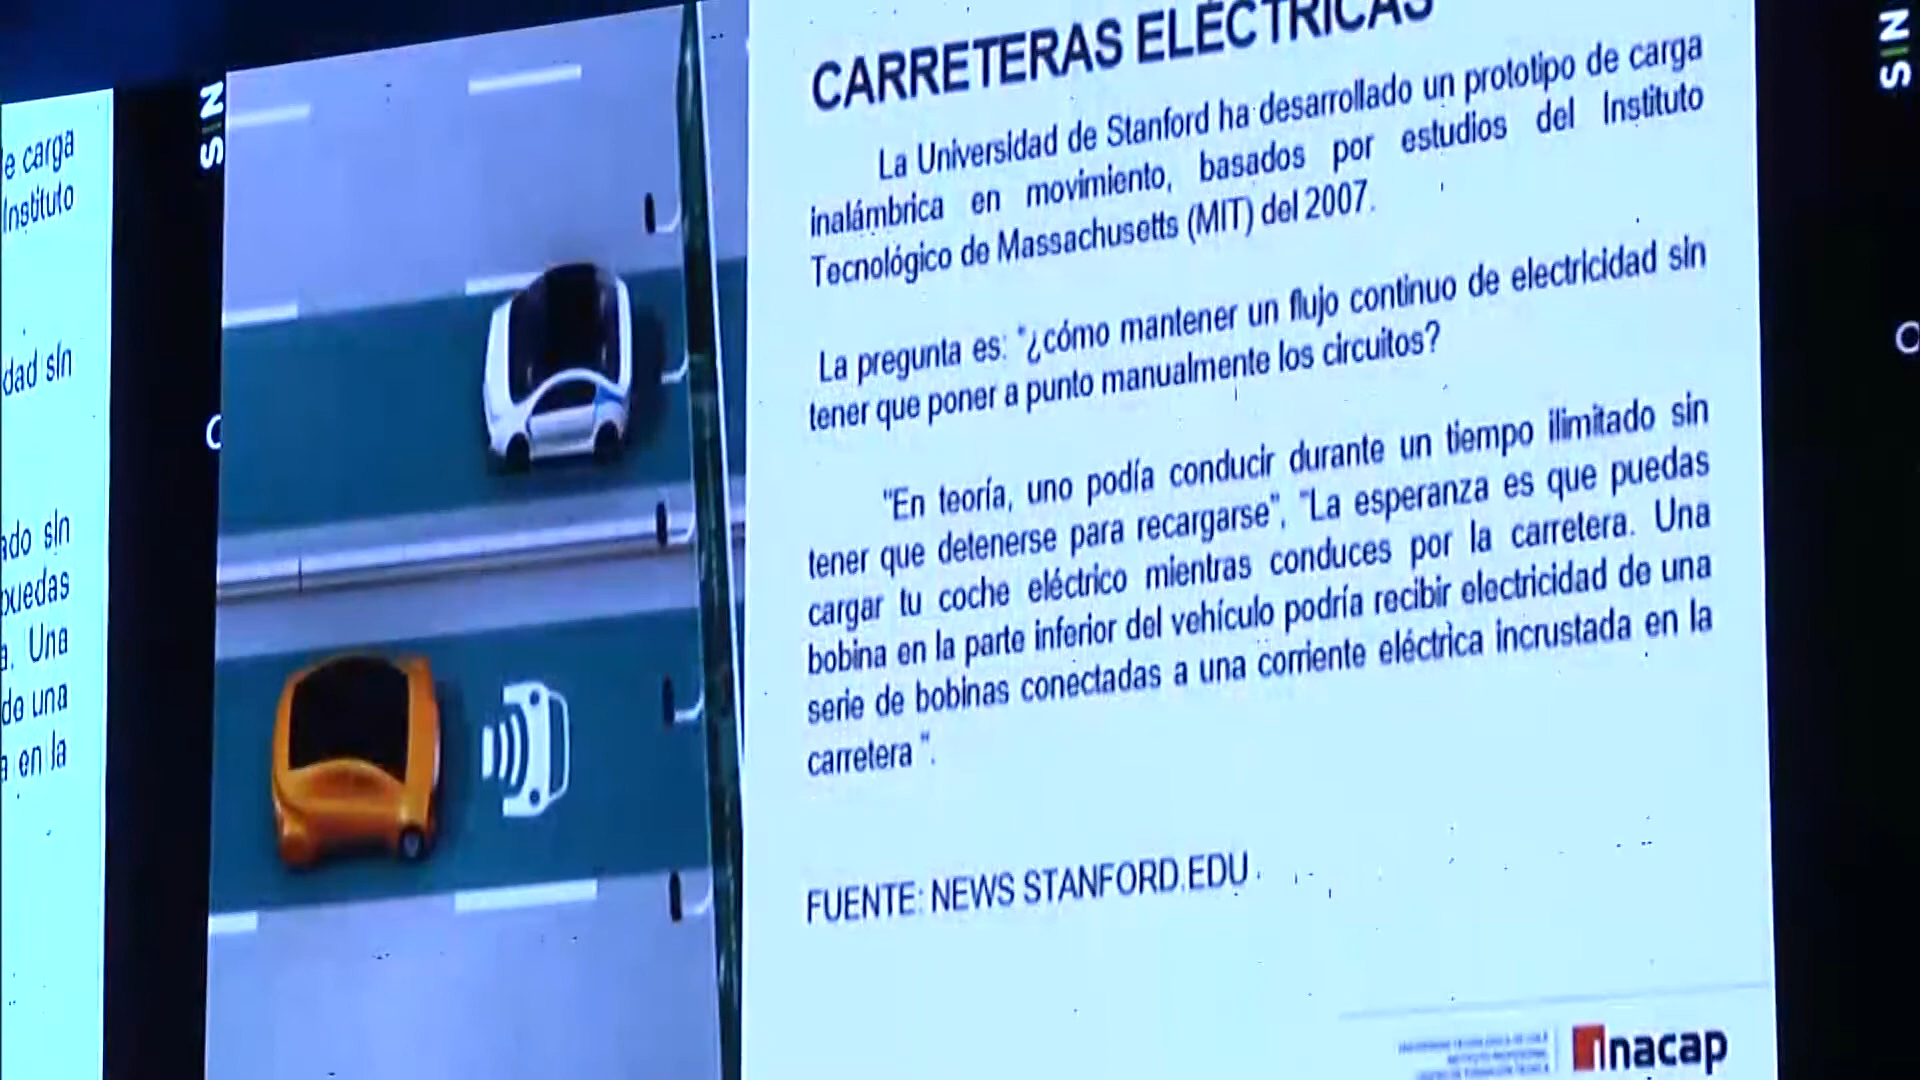 e carga
Instituto
dad sin
ado sin
puedas
a. Una
de una
a en la
SIN
CARRETERAS ELÉCTRICAS
La Universidad de Stanford ha desarrollado un prototipo de carga
inalámbrica en movimiento, basados por estudios del Instituto
Tecnológico de Massachusetts (MIT) del 2007.
La pregunta es: "¿cómo mantener un flujo continuo de electricidad sin
tener que poner a punto manualmente los circuitos?
"En teoría, uno podía conducir durante un tiempo ilimitado sin
tener que detenerse para recargarse", "La esperanza es que puedas
cargar tu coche eléctrico mientras conduces por la carretera. Una
bobina en la parte inferior del vehículo podría recibir electricidad de una
serie de bobinas conectadas a una corriente eléctrica incrustada en la
carretera ".
FUENTE: NEWS STANFORD.EDU
inacap
SIN